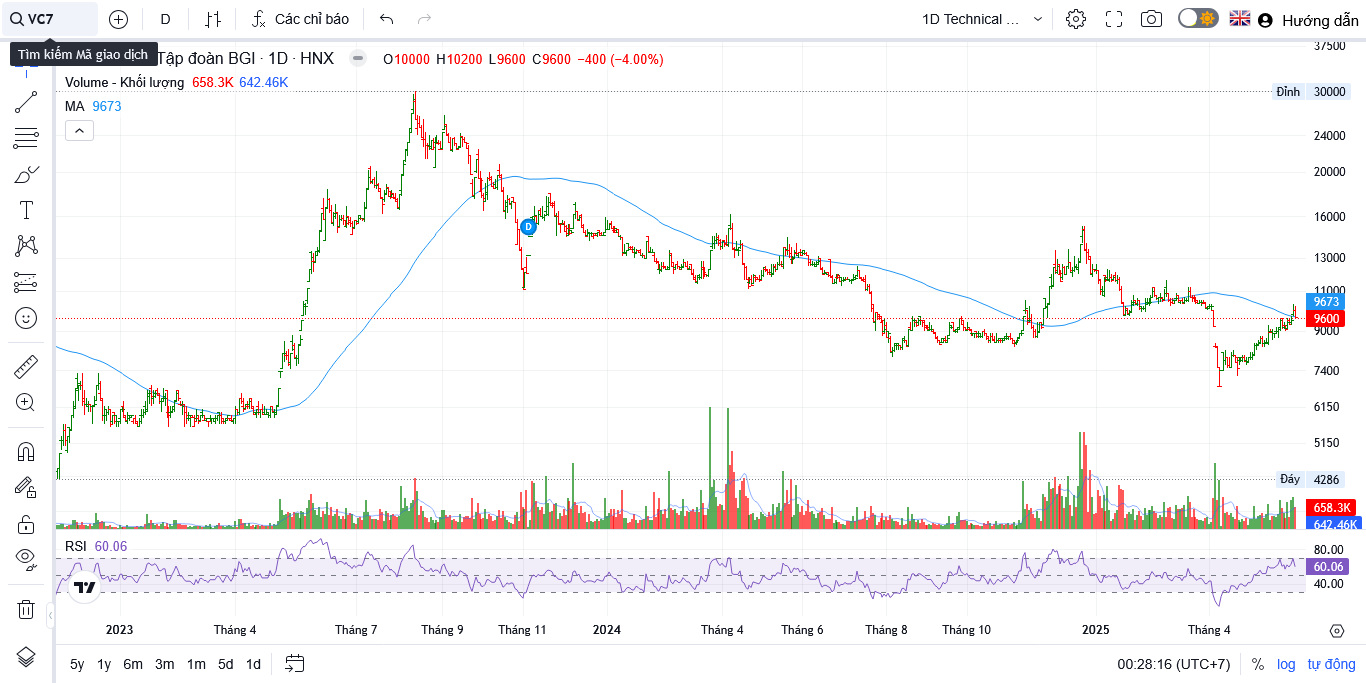 VC7
D
Các chỉ báo
1D Technical ...
Hướng dẫn
Tìm kiếm Mã giao dịch
Tập đoàn BGI · 1D · HNX
O10000 H10200 L9600 C9600 −400 (−4.00%)
Volume - Khối lượng 658.3K 642.46K
MA 9673
37500
Đỉnh 30000
24000
20000
16000
13000
11000
9673
9600
9000
7400
6150
5150
Đáy 4286
658.3K
642.46K
D
RSI 60.06
80.00
60.06
40.00
2023 Tháng 4 Tháng 7 Tháng 9 Tháng 11 2024 Tháng 4 Tháng 6 Tháng 8 Tháng 10 2025 Tháng 4
5y 1y 6m 3m 1m 5d 1d
00:28:16 (UTC+7) % log tự động